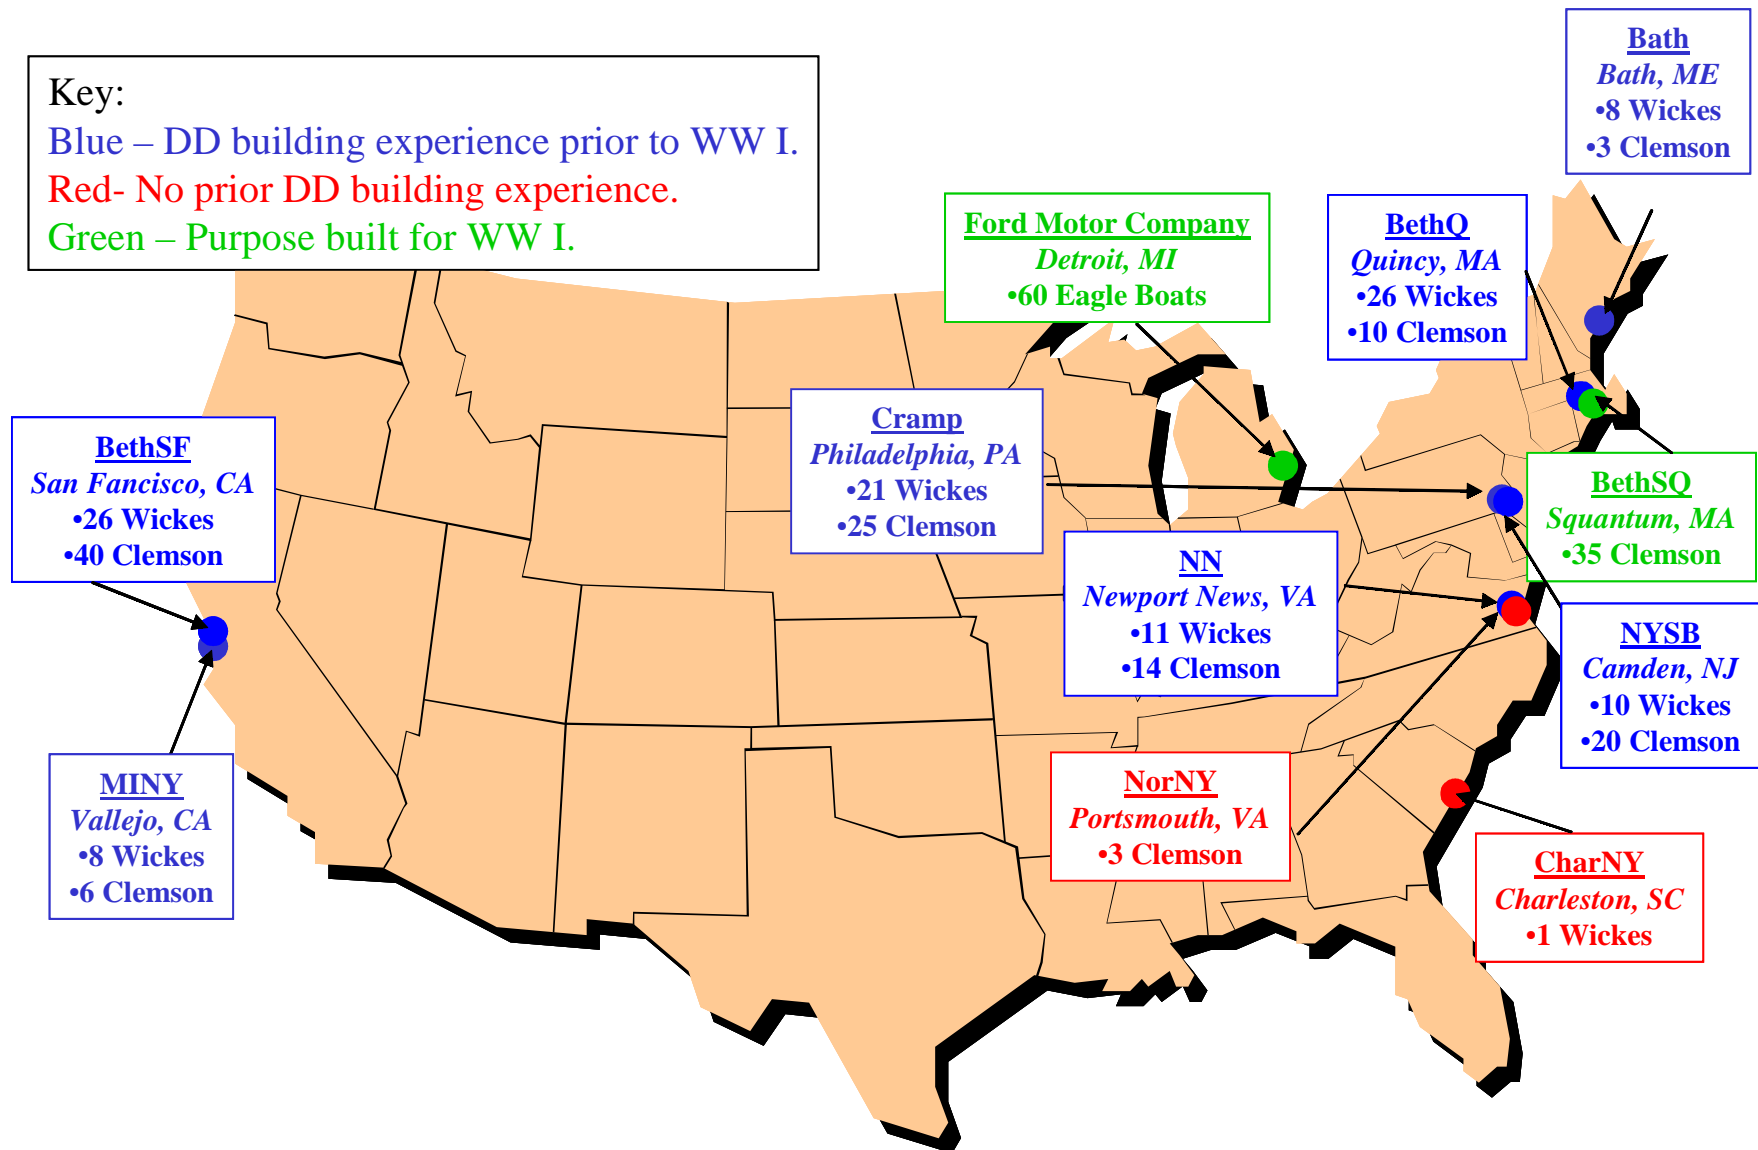 Key:
Blue – DD building experience prior to WW I.
Red- No prior DD building experience.
Green – Purpose built for WW I.
Bath
Bath, ME
•8 Wickes
•3 Clemson
Ford Motor Company
Detroit, MI
•60 Eagle Boats
BethQ
Quincy, MA
•26 Wickes
•10 Clemson
Cramp
Philadelphia, PA
•21 Wickes
•25 Clemson
BethSF
San Fancisco, CA
•26 Wickes
•40 Clemson
BethSQ
Squantum, MA
•35 Clemson
NN
Newport News, VA
•11 Wickes
•14 Clemson
NYSB
Camden, NJ
•10 Wickes
•20 Clemson
MINY
Vallejo, CA
•8 Wickes
•6 Clemson
NorNY
Portsmouth, VA
•3 Clemson
CharNY
Charleston, SC
•1 Wickes